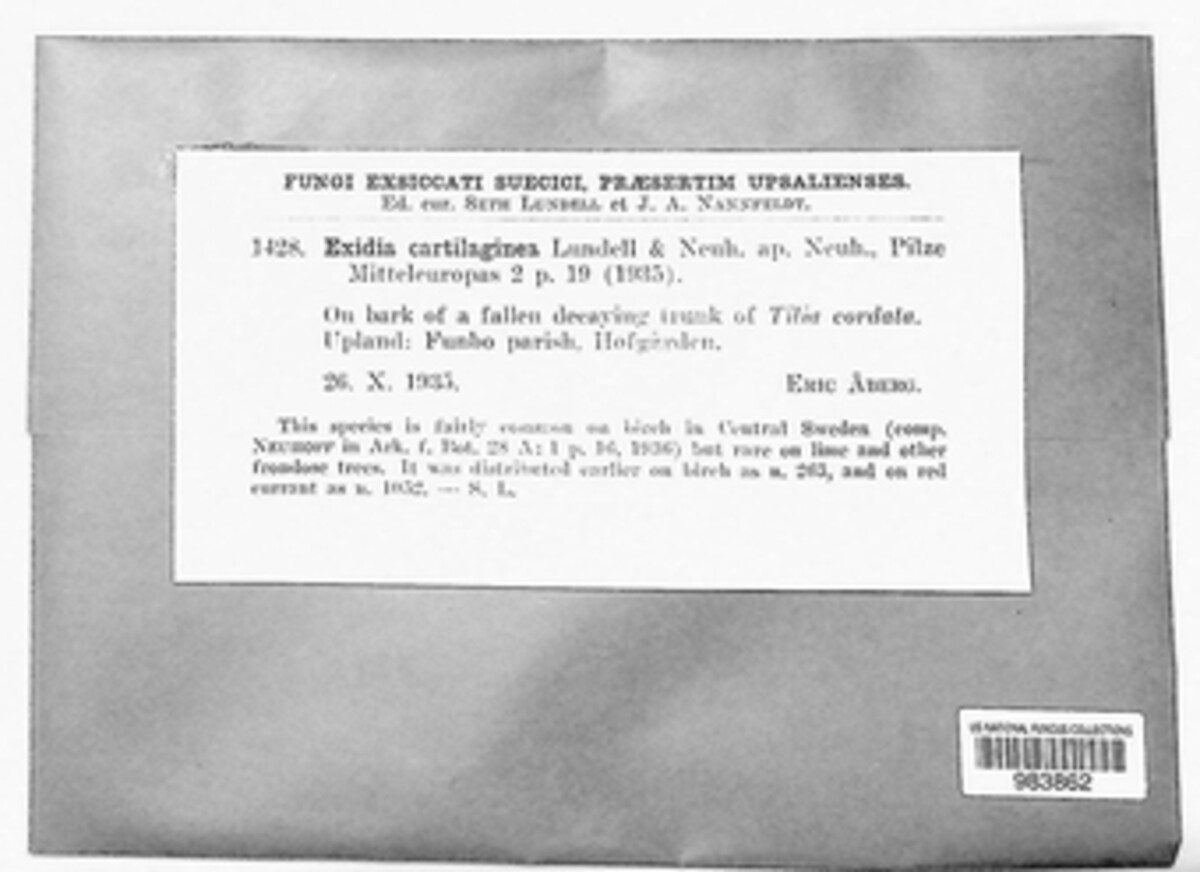 FUNGI EXSICCATI SUECICI, PRÆSERTIM UPSALIENSES.
Ed. cur. SETH LUNDELL et J. A. NANNFELDT.
1428. Exidia cartilaginea Lundell & Neuh. ap. Neuh., Pilze
Mitteleuropas 2 p. 19 (1935).
On bark of a fallen decaying trunk of Tilia cordata.
Upland: Funbo parish, Hofgården.
26. X. 1935. ERIC ÅBERG.
This species is fairly common on birch in Central Sweden (comp.
NEUHOFF in Ark. f. Bot. 28 A: 1 p. 16, 1936) but rare on lime and other
frondose trees. It was distributed earlier on birch as n. 263, and on red
currant as n. 1052. — S. L.
US NATIONAL FUNGUS COLLECTIONS
983862